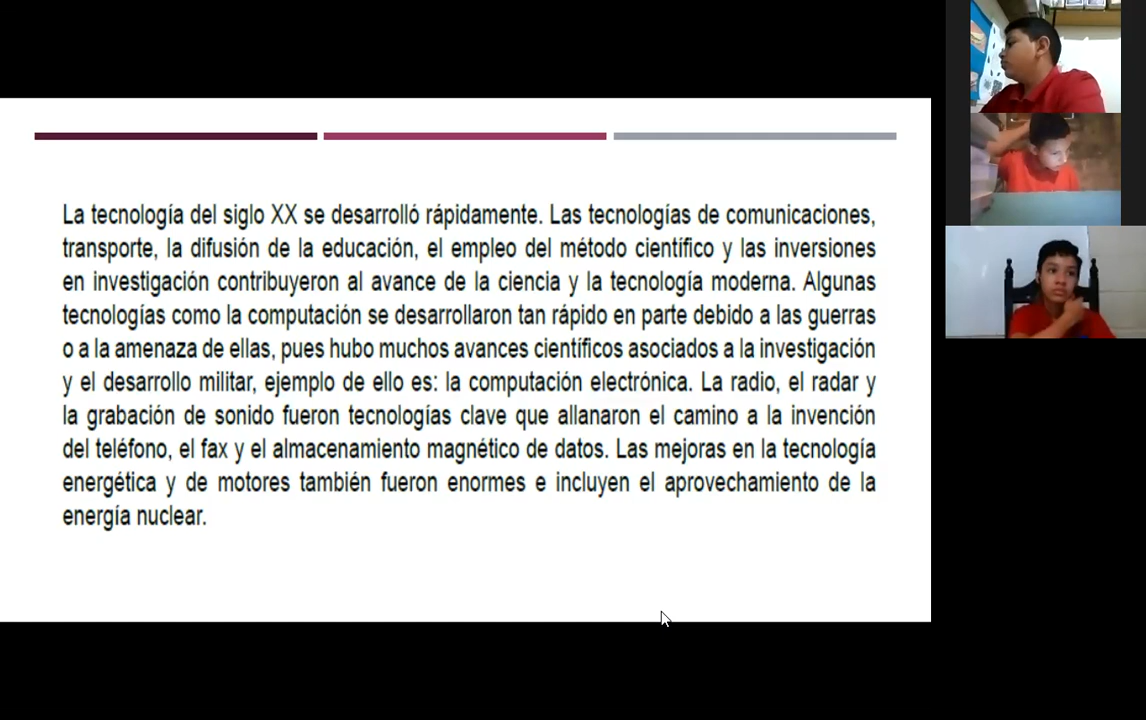 La tecnología del siglo XX se desarrolló rápidamente. Las tecnologías de comunicaciones,
transporte, la difusión de la educación, el empleo del método científico y las inversiones
en investigación contribuyeron al avance de la ciencia y la tecnología moderna. Algunas
tecnologías como la computación se desarrollaron tan rápido en parte debido a las guerras
o a la amenaza de ellas, pues hubo muchos avances científicos asociados a la investigación
y el desarrollo militar, ejemplo de ello es: la computación electrónica. La radio, el radar y
la grabación de sonido fueron tecnologías clave que allanaron el camino a la invención
del teléfono, el fax y el almacenamiento magnético de datos. Las mejoras en la tecnología
energética y de motores también fueron enormes e incluyen el aprovechamiento de la
energía nuclear.